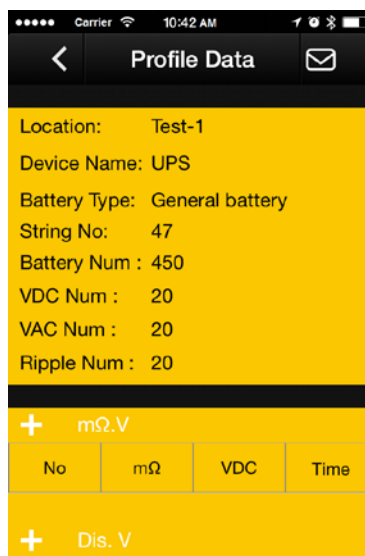 Carrier 10:42 AM
Profile Data
Location: Test-1
Device Name: UPS
Battery Type: General battery
String No: 47
Battery Num : 450
VDC Num : 20
VAC Num : 20
Ripple Num : 20
+ mΩ.V
No mΩ VDC Time
+ Dis. V